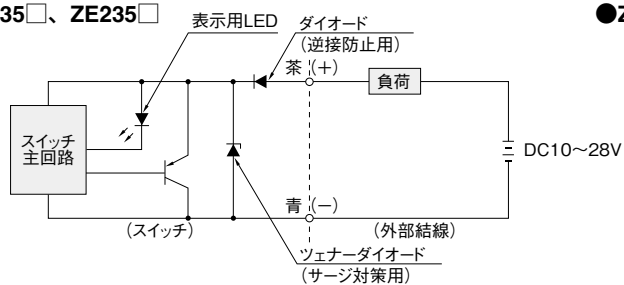 35□、ZE235□
●Z
表示用LED
ダイオード
(逆接防止用)
茶 (+)
負荷
スイッチ
主回路
DC10～28V
青 (−)
(スイッチ)
(外部結線)
ツェナーダイオード
(サージ対策用)